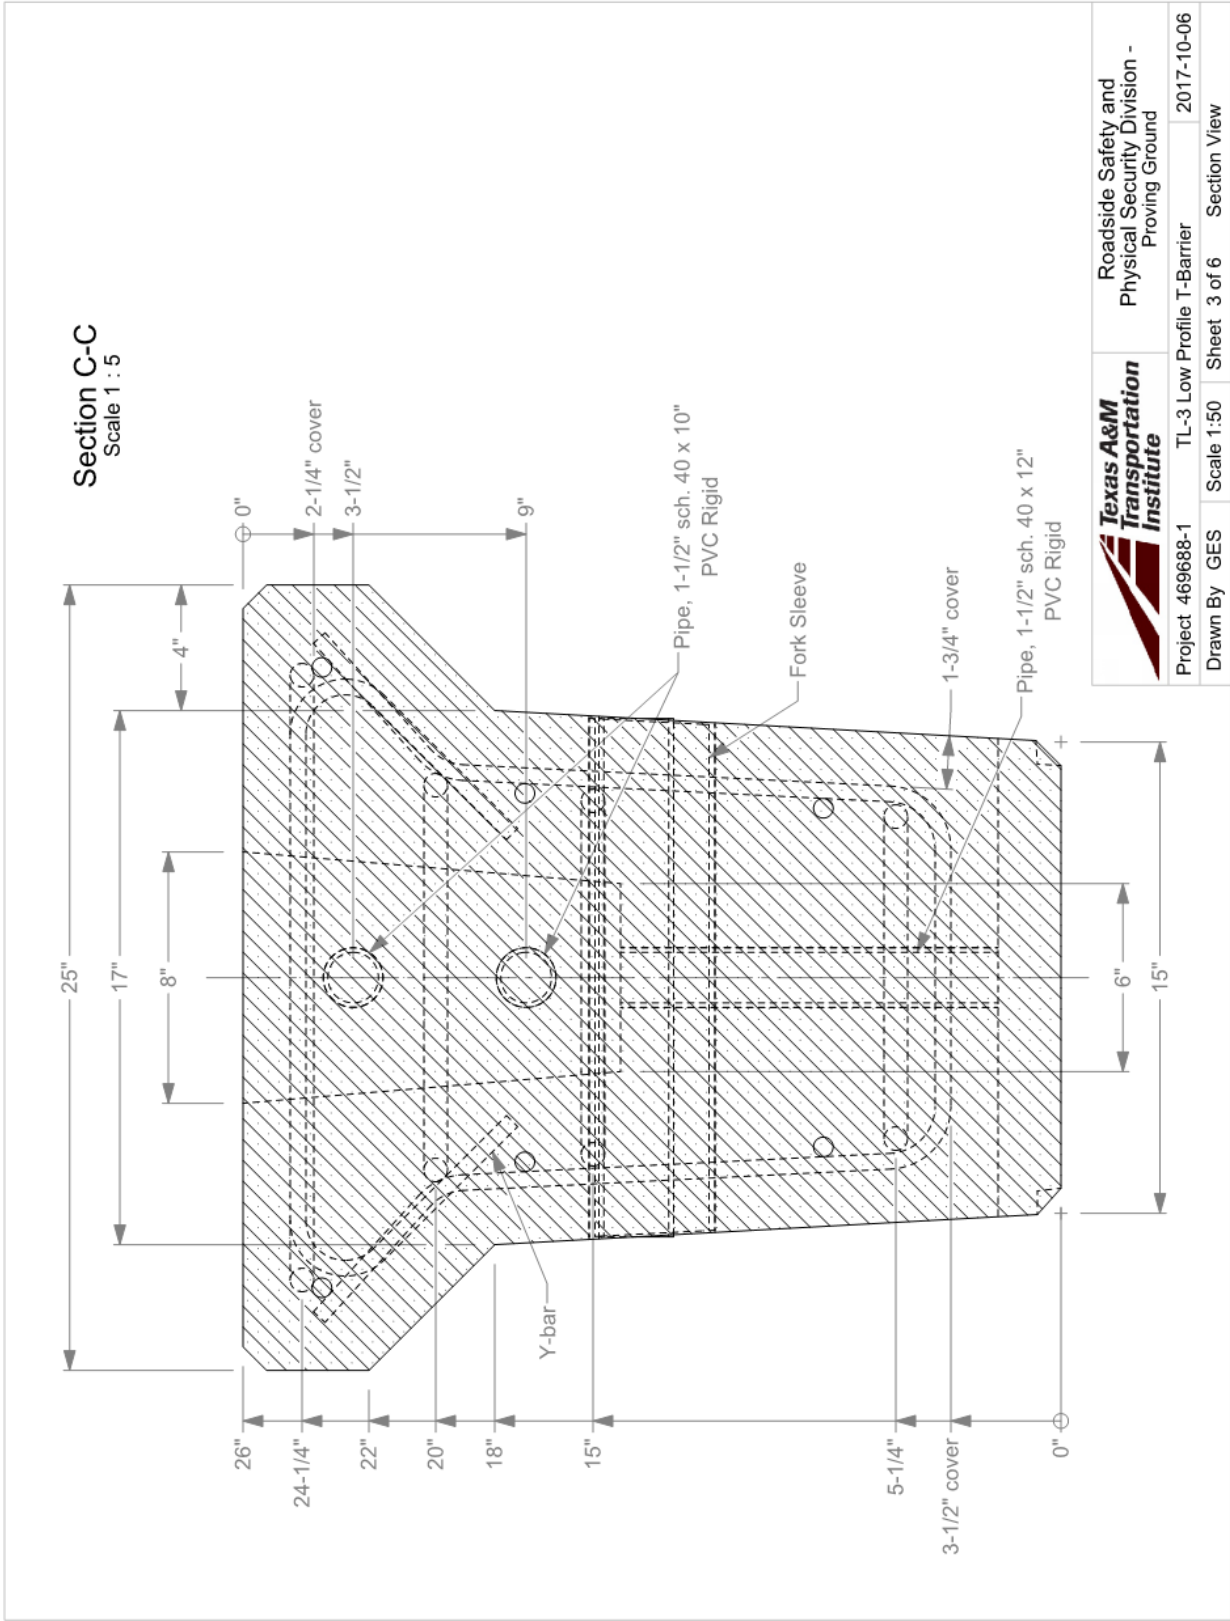 Section C-C
Scale 1 : 5
25"
17"
4"
8"
0"
2-1/4" cover
3-1/2"
9"
Pipe, 1-1/2" sch. 40 x 10"
PVC Rigid
Fork Sleeve
1-3/4" cover
Pipe, 1-1/2" sch. 40 x 12"
PVC Rigid
Y-bar
26"
24-1/4"
22"
20"
18"
15"
5-1/4"
3-1/2" cover
0"
6"
15"
Texas A&M
Transportation
Institute
Roadside Safety and
Physical Security Division -
Proving Ground
Project 469688-1 TL-3 Low Profile T-Barrier 2017-10-06
Drawn By GES Scale 1:50 Sheet 3 of 6 Section View